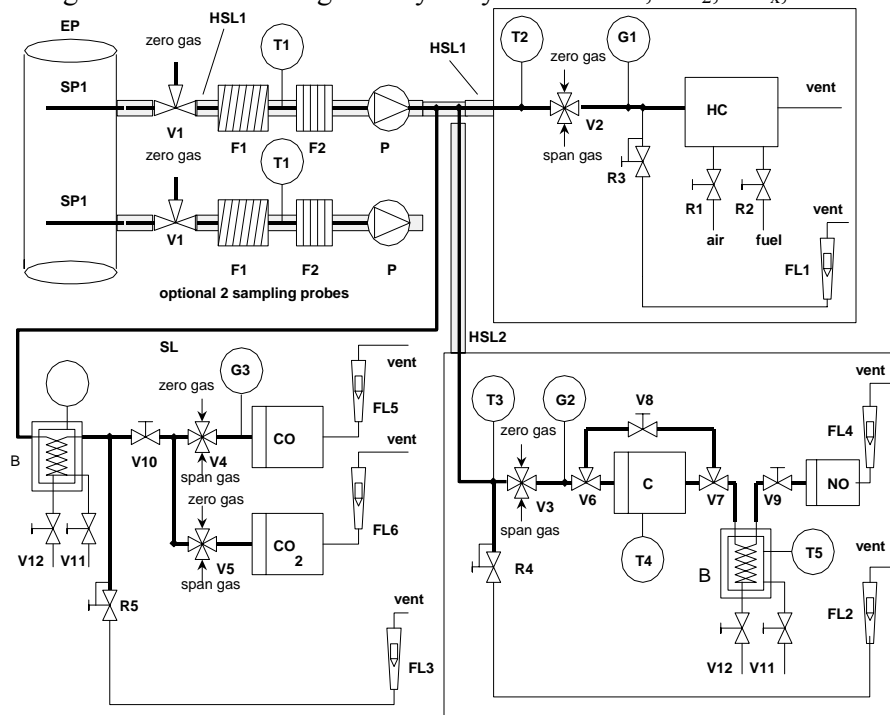 EP
HSL1
zero gas
T1
SP1
V1
F1
F2
P
zero gas
T1
SP1
V1
F1
F2
P
optional 2 sampling probes
HSL1
T2
G1
zero gas
V2
span gas
HC
vent
R3
R1
R2
air
fuel
vent
FL1
HSL2
SL
G3
zero gas
CO
V10
V4
span gas
vent
FL5
vent
zero gas
CO2
V5
span gas
FL6
B
V12
V11
R5
vent
FL3
T3
G2
V8
zero gas
V3
span gas
V6
C
V7
V9
NO
vent
FL4
T4
T5
B
R4
V12
V11
vent
FL2